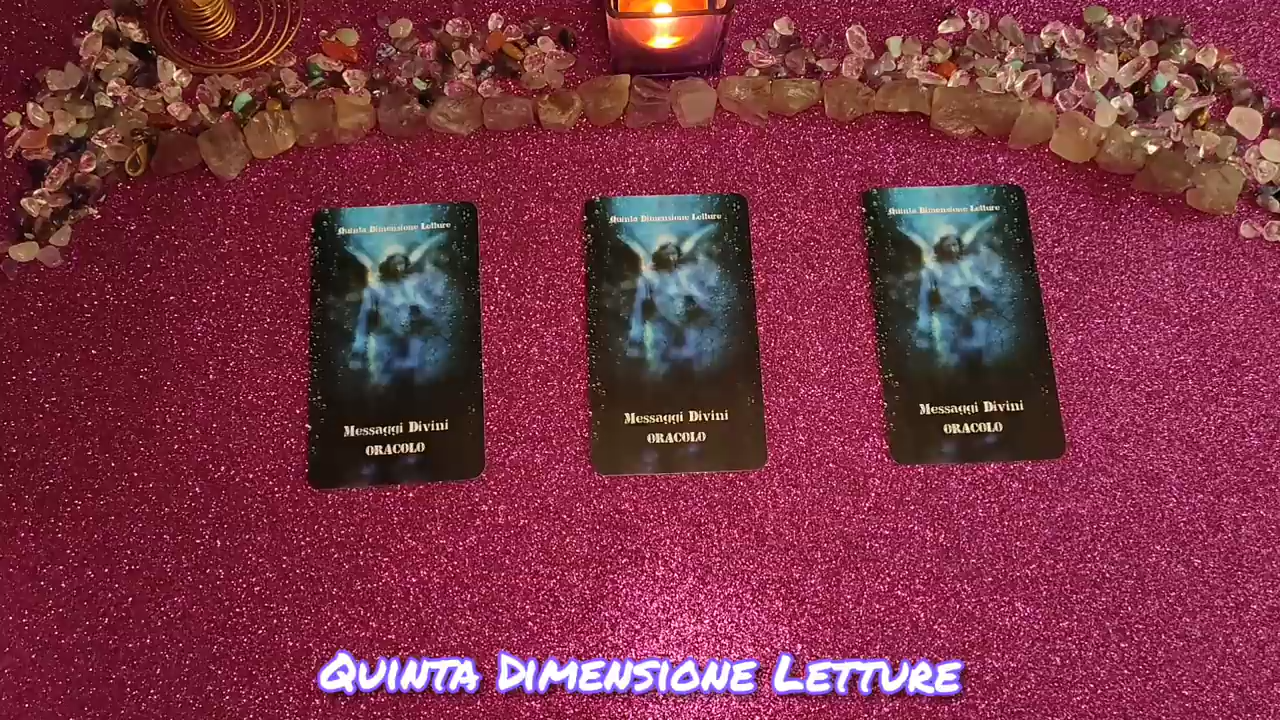 Quinta Dimensione Letture
Messaggi Divini
ORACOLO
Quinta Dimensione Letture
Messaggi Divini
ORACOLO
Quinta Dimensione Letture
Messaggi Divini
ORACOLO
QUINTA DIMENSIONE LETTURE